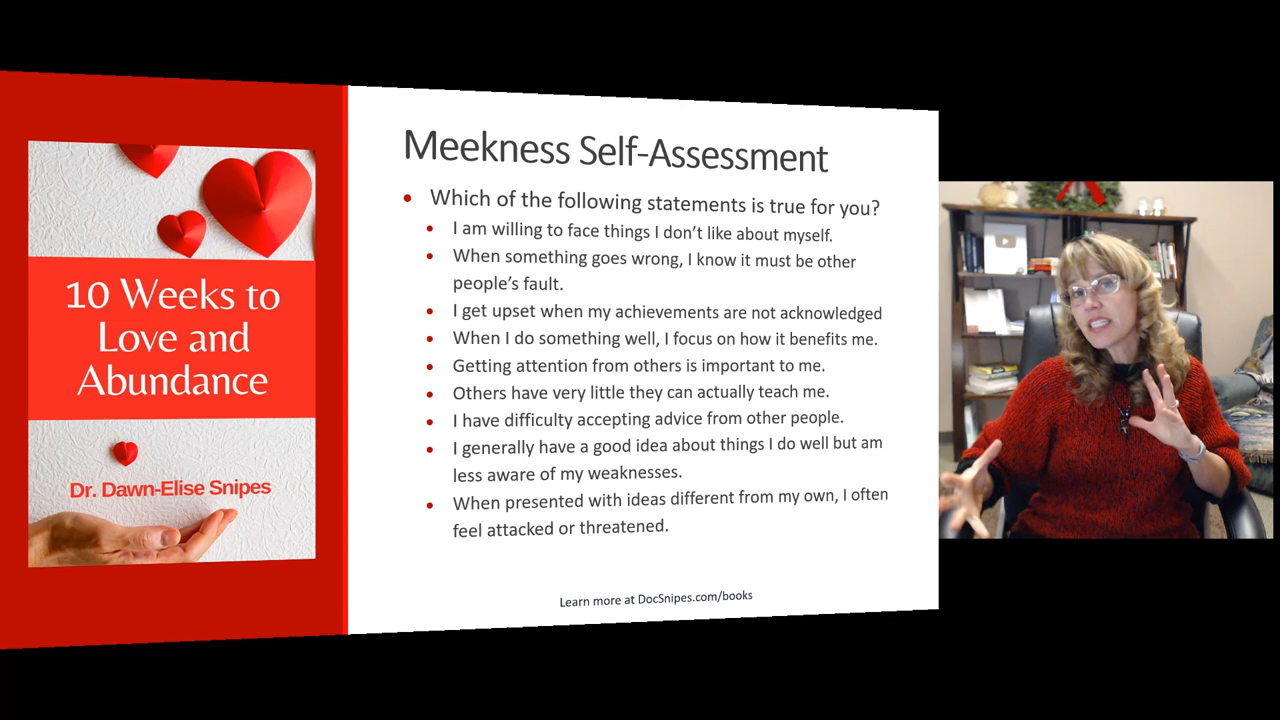 10 Weeks to
Love and
Abundance
Dr. Dawn-Elise Snipes
Meekness Self-Assessment
• Which of the following statements is true for you?
• I am willing to face things I don’t like about myself.
• When something goes wrong, I know it must be other
people’s fault.
• I get upset when my achievements are not acknowledged
• When I do something well, I focus on how it benefits me.
• Getting attention from others is important to me.
• Others have very little they can actually teach me.
• I have difficulty accepting advice from other people.
• I generally have a good idea about things I do well but am
less aware of my weaknesses.
• When presented with ideas different from my own, I often
feel attacked or threatened.
Learn more at DocSnipes.com/books